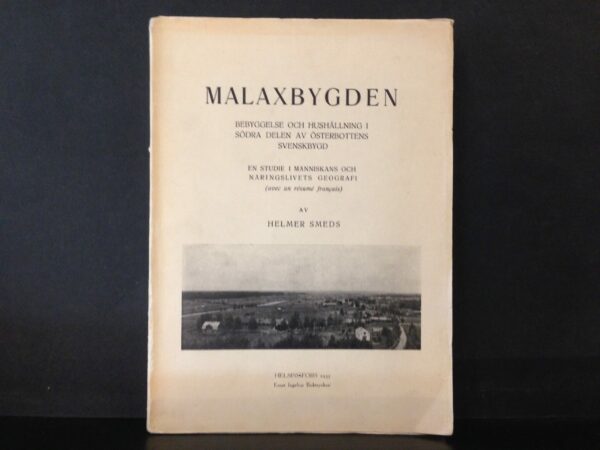 MALAXBYGDEN
BEBYGGELSE OCH HUSHÅLLNING I
SÖDRA DELEN AV ÖSTERBOTTENS
SVENSKBYGD
EN STUDIE I MÄNNISKANS OCH
NÄRINGSLIVETS GEOGRAFI
(avec un résumé français)
AV
HELMER SMEDS
HELSINGFORS